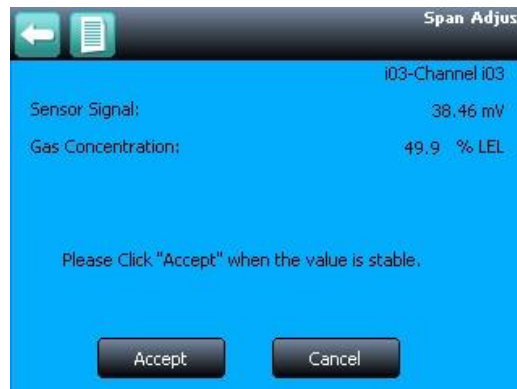 Span Adjus
i03-Channel i03
Sensor Signal: 38.46 mV
Gas Concentration: 49.9 % LEL
Please Click "Accept" when the value is stable.
Accept Cancel